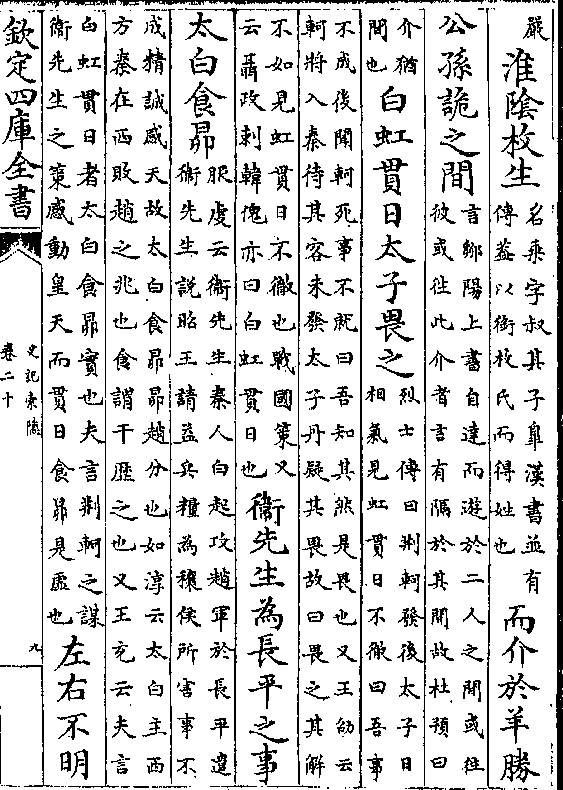 嚴
淮陰枚生
名乘字叔其子臯漢書並有
傳葢以銜枚氏而得姓也
而介於羊勝
公孫詭之間
言鄒陽上書自達而遊於二人之間或往
彼或往此介者言有隔於其間故杜預曰
介猶
間也
白虹貫日太子畏之
烈士傳曰荆軻發後太子日
相氣見虹貫日不徹曰吾事
不成後聞軻死事不就曰吾知其然是畏也又王劭云
軻將入秦待其客未發太子丹疑其畏故曰畏之其解
不如見虹貫日不徹也戰國策又
云聶政刺韓傀亦曰白虹貫日也
衛先生為長平之事
太白食昴
服虔云衛先生秦人白起攻趙軍於長平遣
衛先生說昭王請益兵糧為穰侯所害事不
成精誠感天故太白食昴昴趙分也如淳云太白主西
方秦在西敗趙之兆也食謂干歴之也又王充云夫言
白虹貫日者太白食昴實也夫言荆軻之謀
衛先生之策感動皇天而貫日食昴是虛也
左右不明
欽定四庫全書
史記索隱
卷二十
九